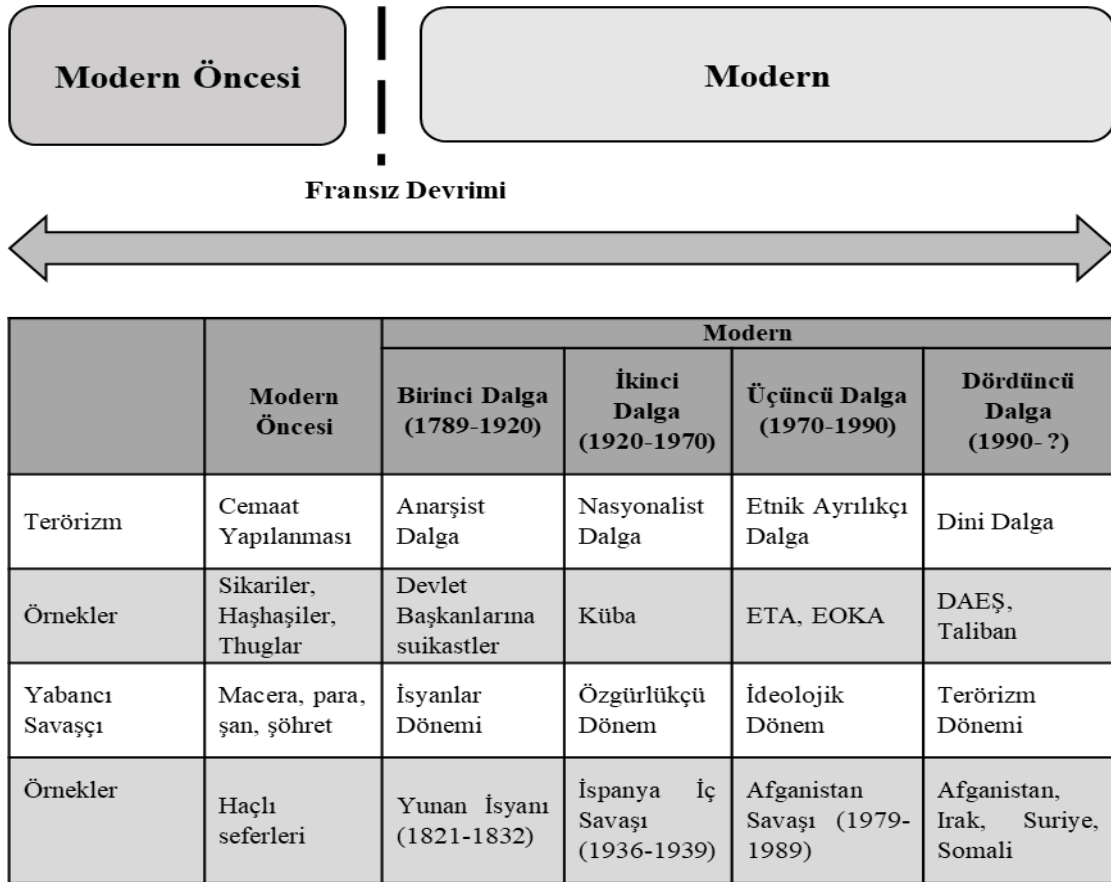 Modern Öncesi
Modern
Fransız Devrimi
Modern
Modern
Öncesi
Birinci Dalga
(1789-1920)
İkinci
Dalga
(1920-1970)
Üçüncü Dalga
(1970-1990)
Dördüncü
Dalga
(1990- ?)
Terörizm
Cemaat
Yapılanması
Anarşist
Dalga
Nasyonalist
Dalga
Etnik Ayrılıkçı
Dalga
Dini Dalga
Örnekler
Sikariler,
Haşhaşiler,
Thuglar
Devlet
Başkanlarına
suikastler
Küba
ETA, EOKA
DAEŞ,
Taliban
Yabancı
Savaşçı
Macera, para,
şan, şöhret
İsyanlar
Dönemi
Özgürlükçü
Dönem
İdeolojik
Dönem
Terörizm
Dönemi
Örnekler
Haçlı
seferleri
Yunan İsyanı
(1821-1832)
İspanya İç
Savaşı
(1936-1939)
Afganistan
Savaşı (1979-
1989)
Afganistan,
Irak, Suriye,
Somali